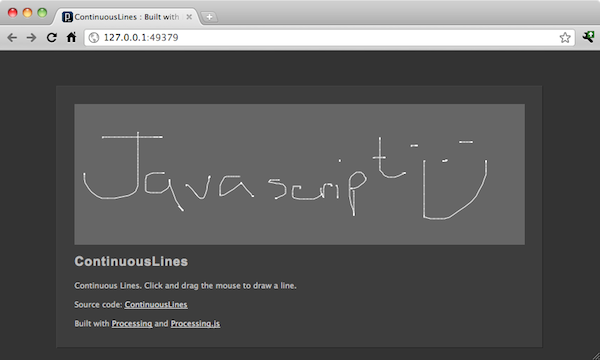 ContinuousLines : Built with
127.0.0.1:49379
Javascript
ContinuousLines
Continuous Lines. Click and drag the mouse to draw a line.
Source code: ContinuousLines
Built with Processing and Processing.js